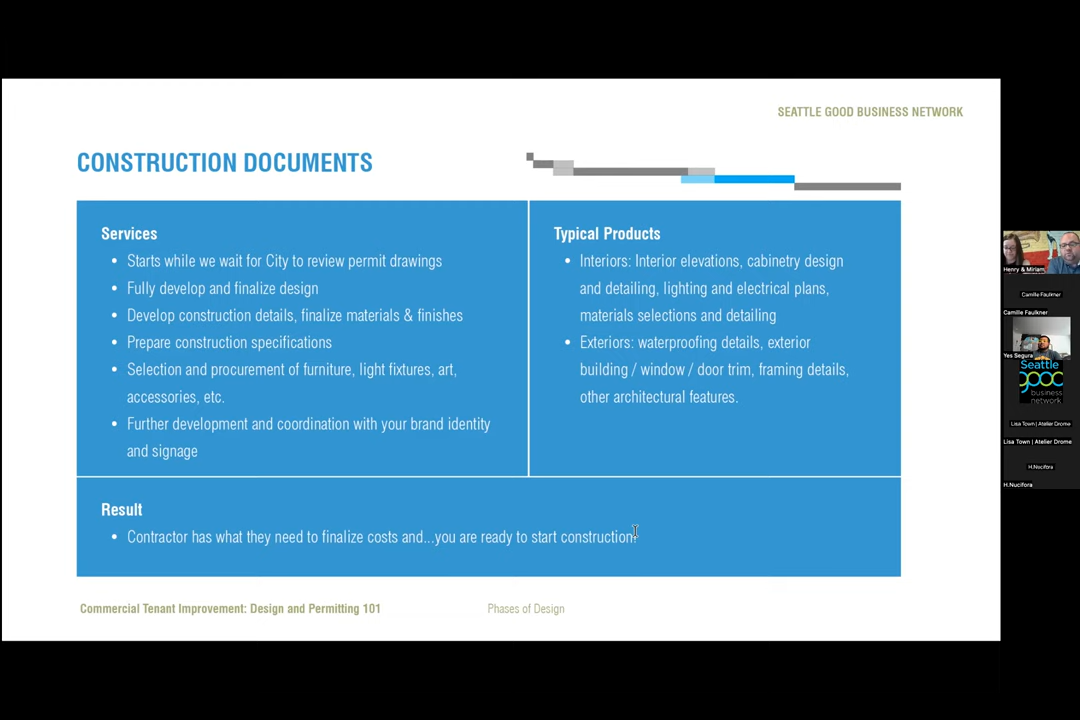 SEATTLE GOOD BUSINESS NETWORK
CONSTRUCTION DOCUMENTS
Services
• Starts while we wait for City to review permit drawings
• Fully develop and finalize design
• Develop construction details, finalize materials & finishes
• Prepare construction specifications
• Selection and procurement of furniture, light fixtures, art,
accessories, etc.
• Further development and coordination with your brand identity
and signage
Typical Products
• Interiors: Interior elevations, cabinetry design
and detailing, lighting and electrical plans,
materials selections and detailing
• Exteriors: waterproofing details, exterior
building / window / door trim, framing details,
other architectural features.
Result
• Contractor has what they need to finalize costs and...you are ready to start construction!
Commercial Tenant Improvement: Design and Permitting 101
Phases of Design
Henry & Miriam
Camille Faulkner
Camille Faulkner
Yes Segura
Seattle
good
business
network
Lisa Town | Atelier Drome
Lisa Town | Atelier Drome
H.Nucifora
H.Nucifora